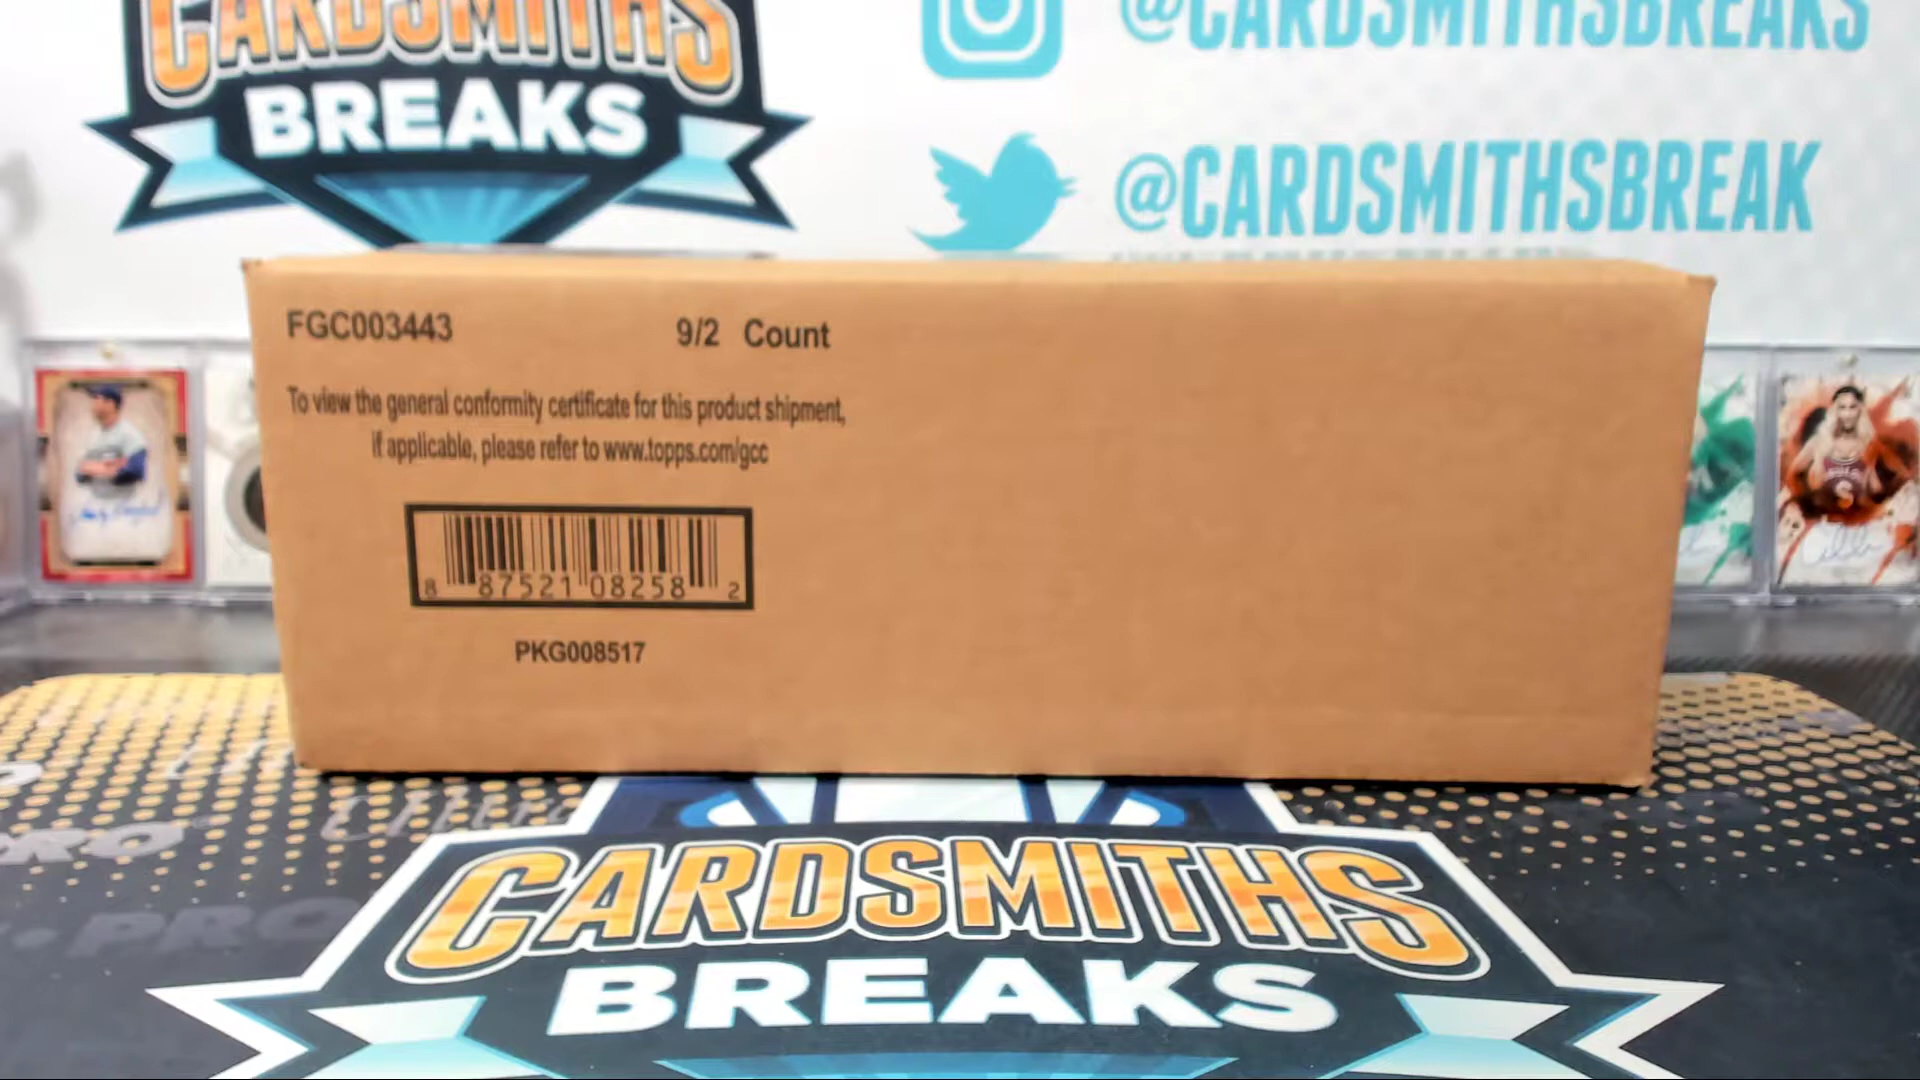 CARDSMITHS
BREAKS
@CARDSMITHSBREAKS
@CARDSMITHSBREAK
FGC003443
9/2 Count
To view the general conformity certificate for this product shipment,
if applicable, please refer to www.topps.com/gcc
8 87521 08258 2
PKG008517
PRO
CARDSMITHS
BREAKS